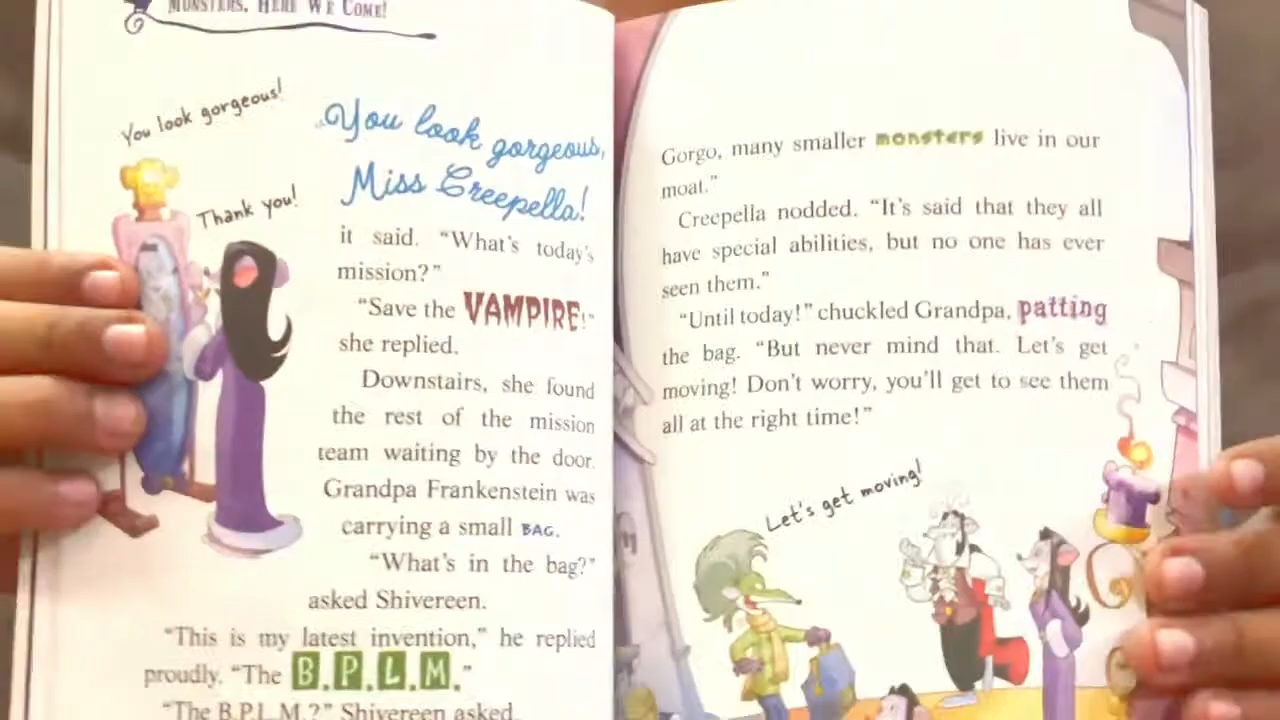 MONSTERS, HERE WE COME!
You look gorgeous!
Thank you!
You look gorgeous,
Miss Creepella!
it said. “What’s today’s
mission?”
“Save the VAMPIRE!”
she replied.
Downstairs, she found
the rest of the mission
team waiting by the door.
Grandpa Frankenstein was
carrying a small BAG.
“What’s in the bag?”
asked Shivereen.
“This is my latest invention,” he replied
proudly. “The B.P.L.M.”
“The B.P.L.M.?” Shivereen asked.
Gorgo, many smaller monsters live in our
moat.”
Creepella nodded. “It’s said that they all
have special abilities, but no one has ever
seen them.”
“Until today!” chuckled Grandpa, patting
the bag. “But never mind that. Let’s get
moving! Don’t worry, you’ll get to see them
all at the right time!”
Let’s get moving!